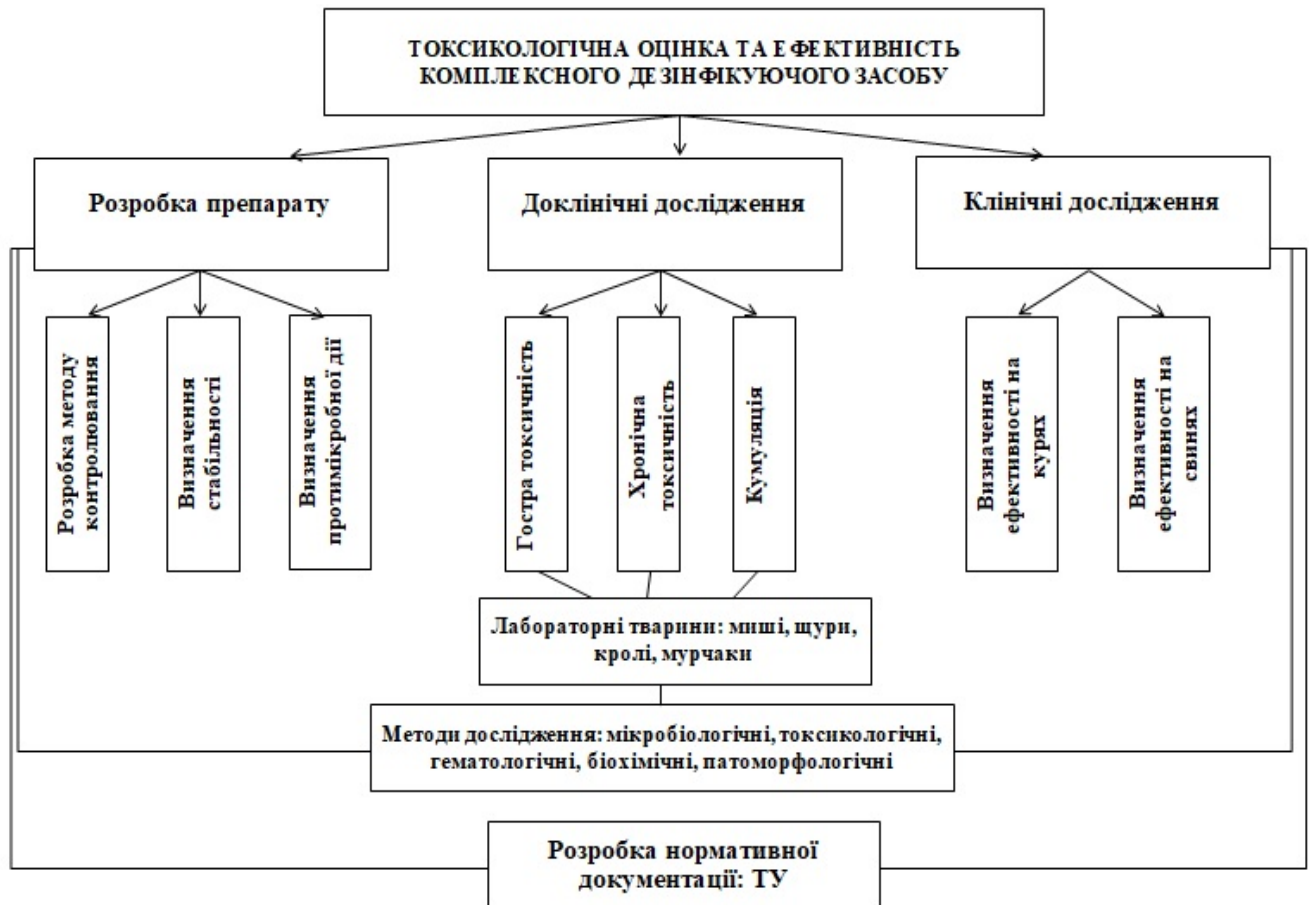 ТОКСИКОЛОГІЧНА ОЦІНКА ТА ЕФЕКТИВНІСТЬ
КОМПЛЕКСНОГО ДЕЗІНФІКУЮЧОГО ЗАСОБУ
Розробка препарату
Доклінічні дослідження
Клінічні дослідження
Розробка методу
контролювання
Визначення
стабільності
Визначення
протимікробної дії
Гостра токсичність
Хронічна
токсичність
Кумуляція
Визначення
ефективності на
курях
Визначення
ефективності на
свинях
Лабораторні тварини: миші, щури,
кролі, мурчаки
Методи дослідження: мікробіологічні, токсикологічні,
гематологічні, біохімічні, патоморфологічні
Розробка нормативної
документації: ТУ